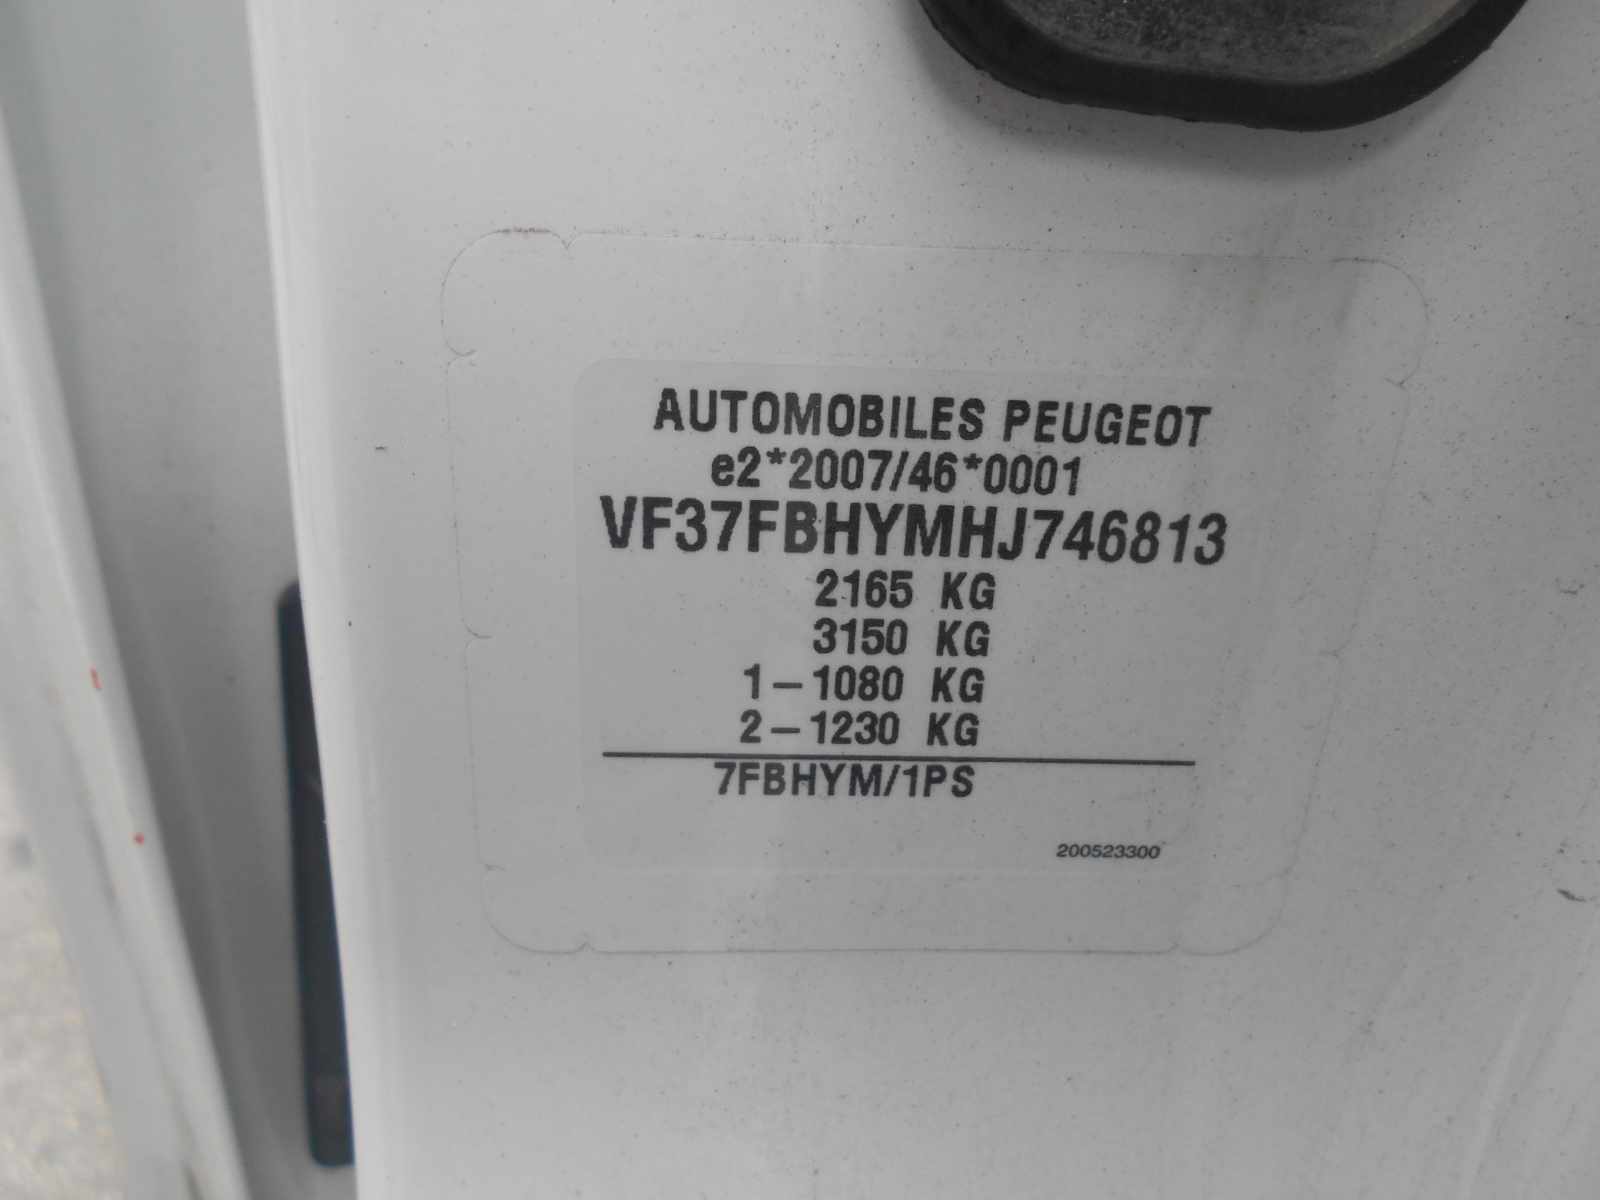 AUTOMOBILES PEUGEOT
e2*2007/46*0001
VF37FBHYMHJ746813
2165 KG
3150 KG
1-1080 KG
2-1230 KG
7FBHYM/1PS
200523300